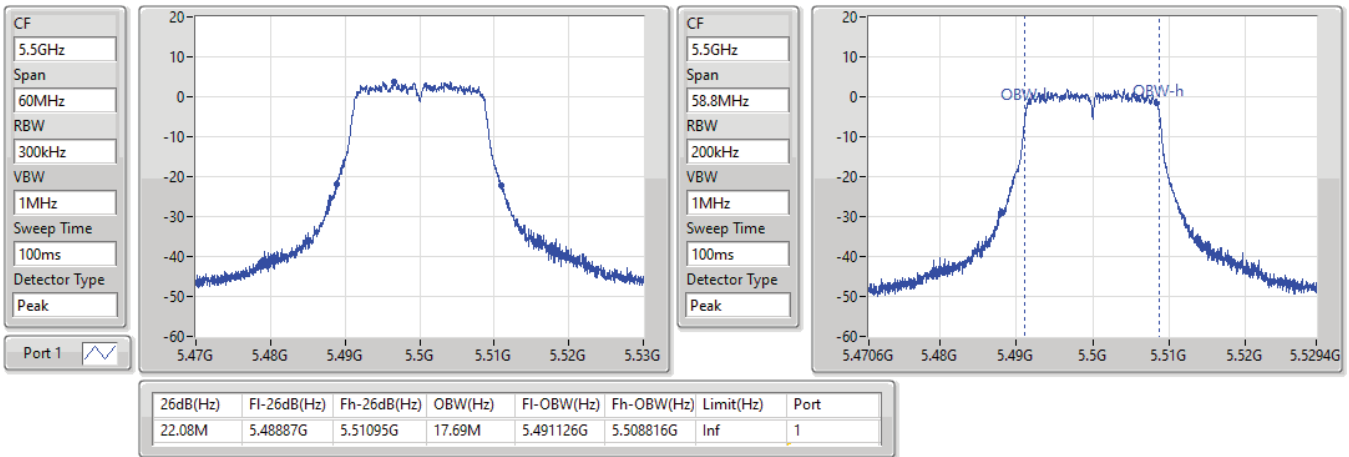 CF
5.5GHz
Span
60MHz
RBW
300kHz
VBW
1MHz
Sweep Time
100ms
Detector Type
Peak
Port 1
20
10
0
-10
-20
-30
-40
-50
-60
5.47G 5.48G 5.49G 5.5G 5.51G 5.52G 5.53G
CF
5.5GHz
Span
58.8MHz
RBW
200kHz
VBW
1MHz
Sweep Time
100ms
Detector Type
Peak
20
10
0
-10
-20
-30
-40
-50
-60
OBW-h
5.4706G 5.48G 5.49G 5.5G 5.51G 5.52G 5.5294G
26dB(Hz) Fl-26dB(Hz) Fh-26dB(Hz) OBW(Hz) Fl-OBW(Hz) Fh-OBW(Hz) Limit(Hz) Port
22.08M 5.48887G 5.51095G 17.69M 5.491126G 5.508816G Inf 1